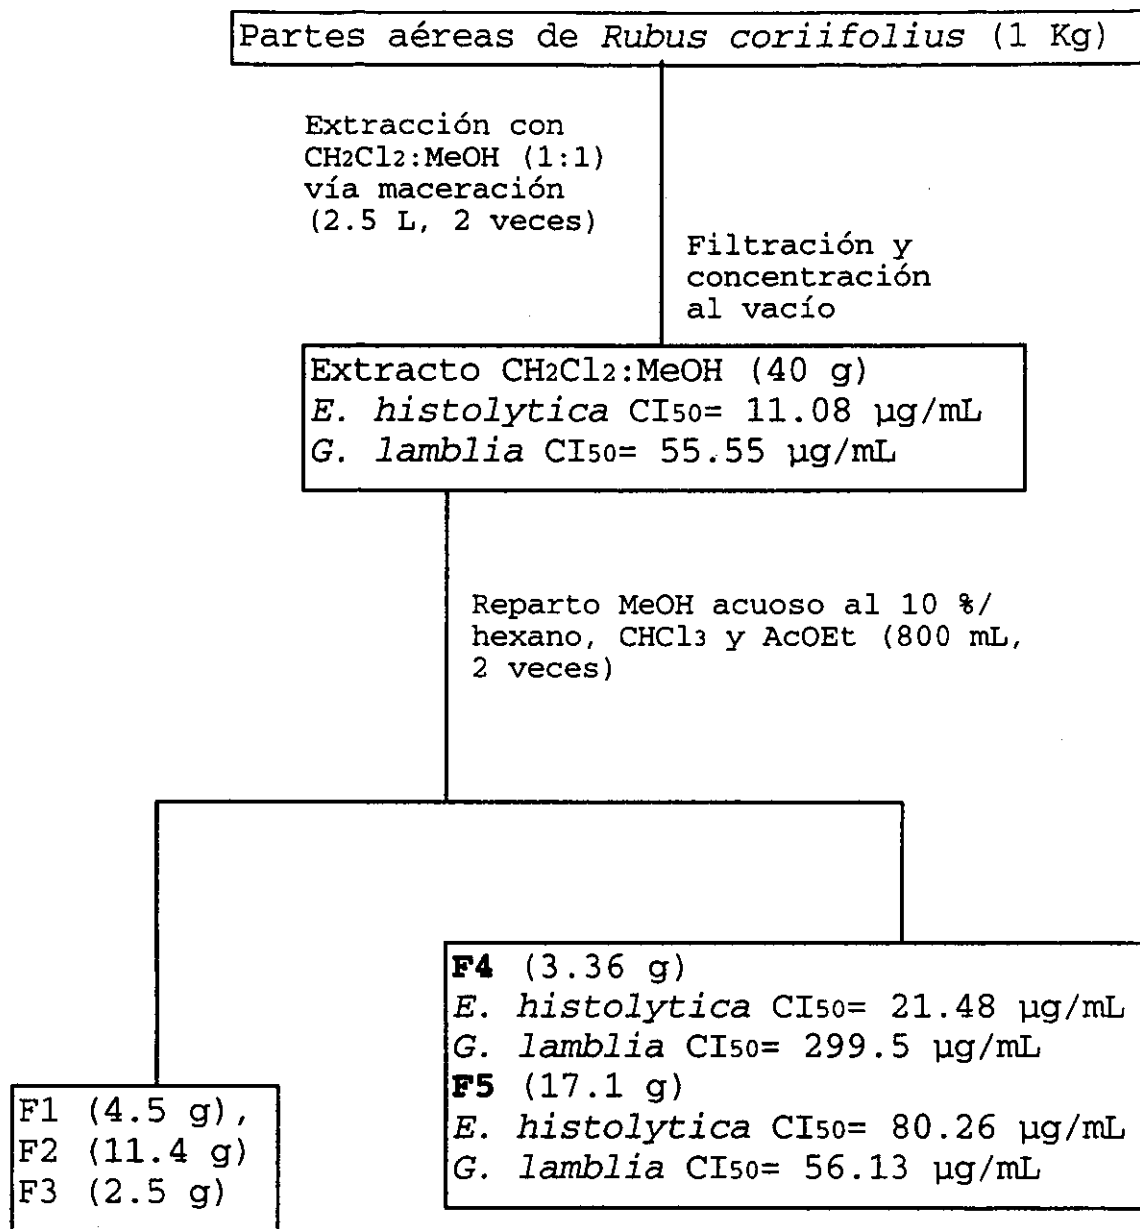 Partes aéreas de Rubus coriifolius (1 Kg)
Extracción con
CH2Cl2:MeOH (1:1)
vía maceración
(2.5 L, 2 veces)
Filtración y
concentración
al vacío
Extracto CH2Cl2:MeOH (40 g)
E. histolytica CI50= 11.08 µg/mL
G. lamblia CI50= 55.55 µg/mL
Reparto MeOH acuoso al 10 %/
hexano, CHCl3 y AcOEt (800 mL,
2 veces)
F4 (3.36 g)
E. histolytica CI50= 21.48 µg/mL
G. lamblia CI50= 299.5 µg/mL
F5 (17.1 g)
E. histolytica CI50= 80.26 µg/mL
G. lamblia CI50= 56.13 µg/mL
F1 (4.5 g),
F2 (11.4 g)
F3 (2.5 g)